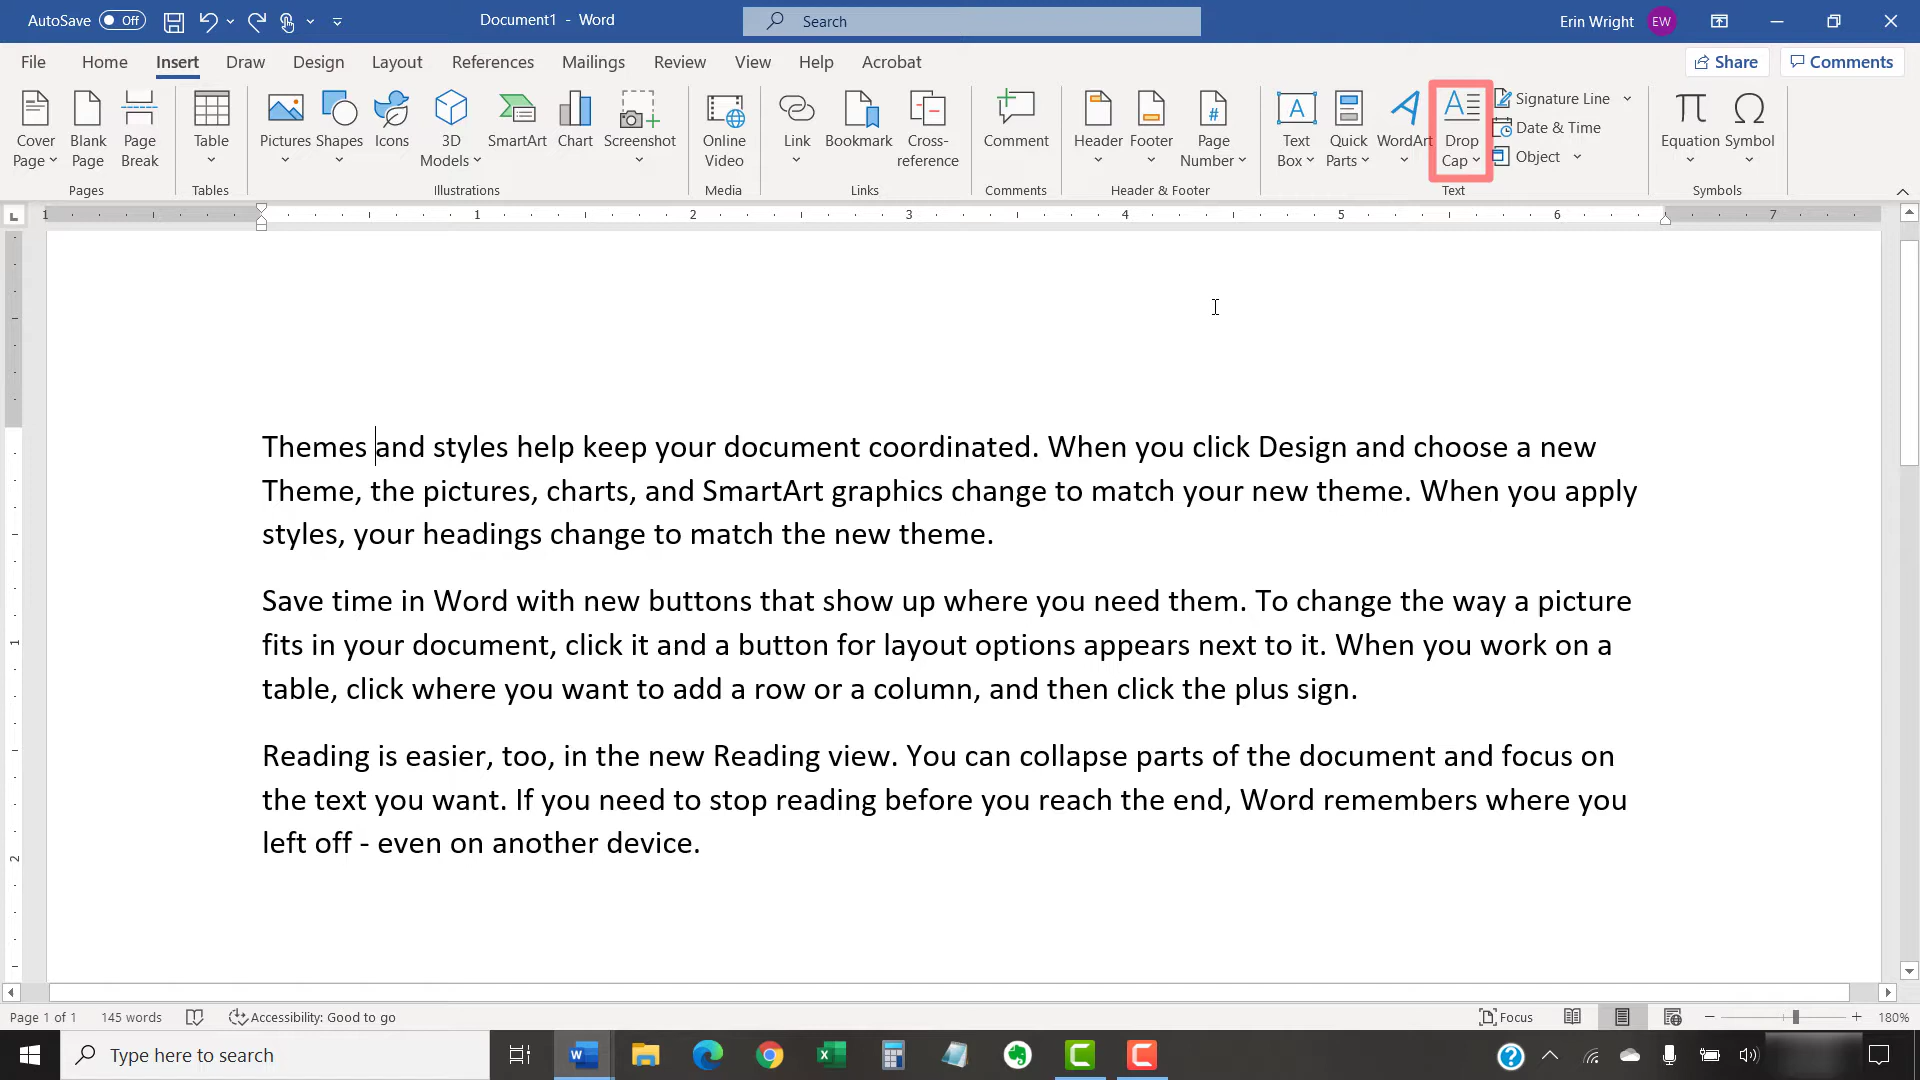 AutoSave Off Document1 - Word Search Erin Wright EW
File Home Insert Draw Design Layout References Mailings Review View Help Acrobat Share Comments
Cover Page
Blank Page
Page Break
Pages
Table
Tables
Pictures
Shapes
Icons
3D Models
SmartArt
Chart
Screenshot
Illustrations
Online Video
Media
Link
Bookmark
Cross-reference
Links
Comment
Comments
Header
Footer
Page Number
Header & Footer
Text Box
Quick Parts
WordArt
Drop Cap
Signature Line
Date & Time
Object
Text
Equation
Symbol
Symbols
1 1 2 3 4 5 6 7
Themes and styles help keep your document coordinated. When you click Design and choose a new
Theme, the pictures, charts, and SmartArt graphics change to match your new theme. When you apply
styles, your headings change to match the new theme.
Save time in Word with new buttons that show up where you need them. To change the way a picture
fits in your document, click it and a button for layout options appears next to it. When you work on a
table, click where you want to add a row or a column, and then click the plus sign.
Reading is easier, too, in the new Reading view. You can collapse parts of the document and focus on
the text you want. If you need to stop reading before you reach the end, Word remembers where you
left off - even on another device.
1
2
Page 1 of 1 145 words Accessibility: Good to go Focus 180%
Type here to search